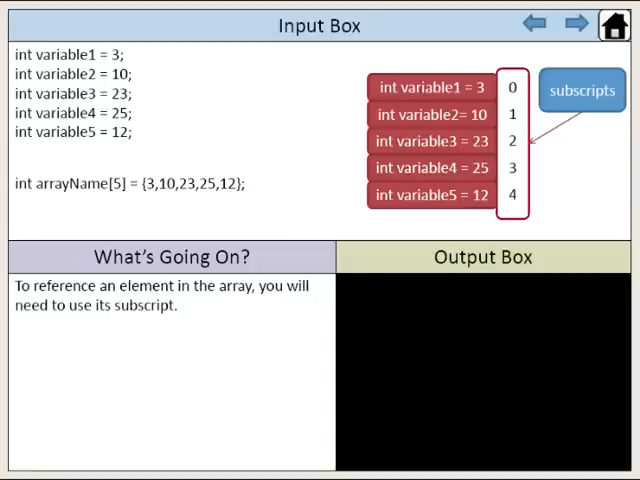 Input Box
int variable1 = 3;
int variable2 = 10;
int variable3 = 23;
int variable4 = 25;
int variable5 = 12;
int arrayName[5] = {3,10,23,25,12};
int variable1 = 3 0
int variable2= 10 1
int variable3 = 23 2
int variable4 = 25 3
int variable5 = 12 4
subscripts
What's Going On?
To reference an element in the array, you will
need to use its subscript.
Output Box